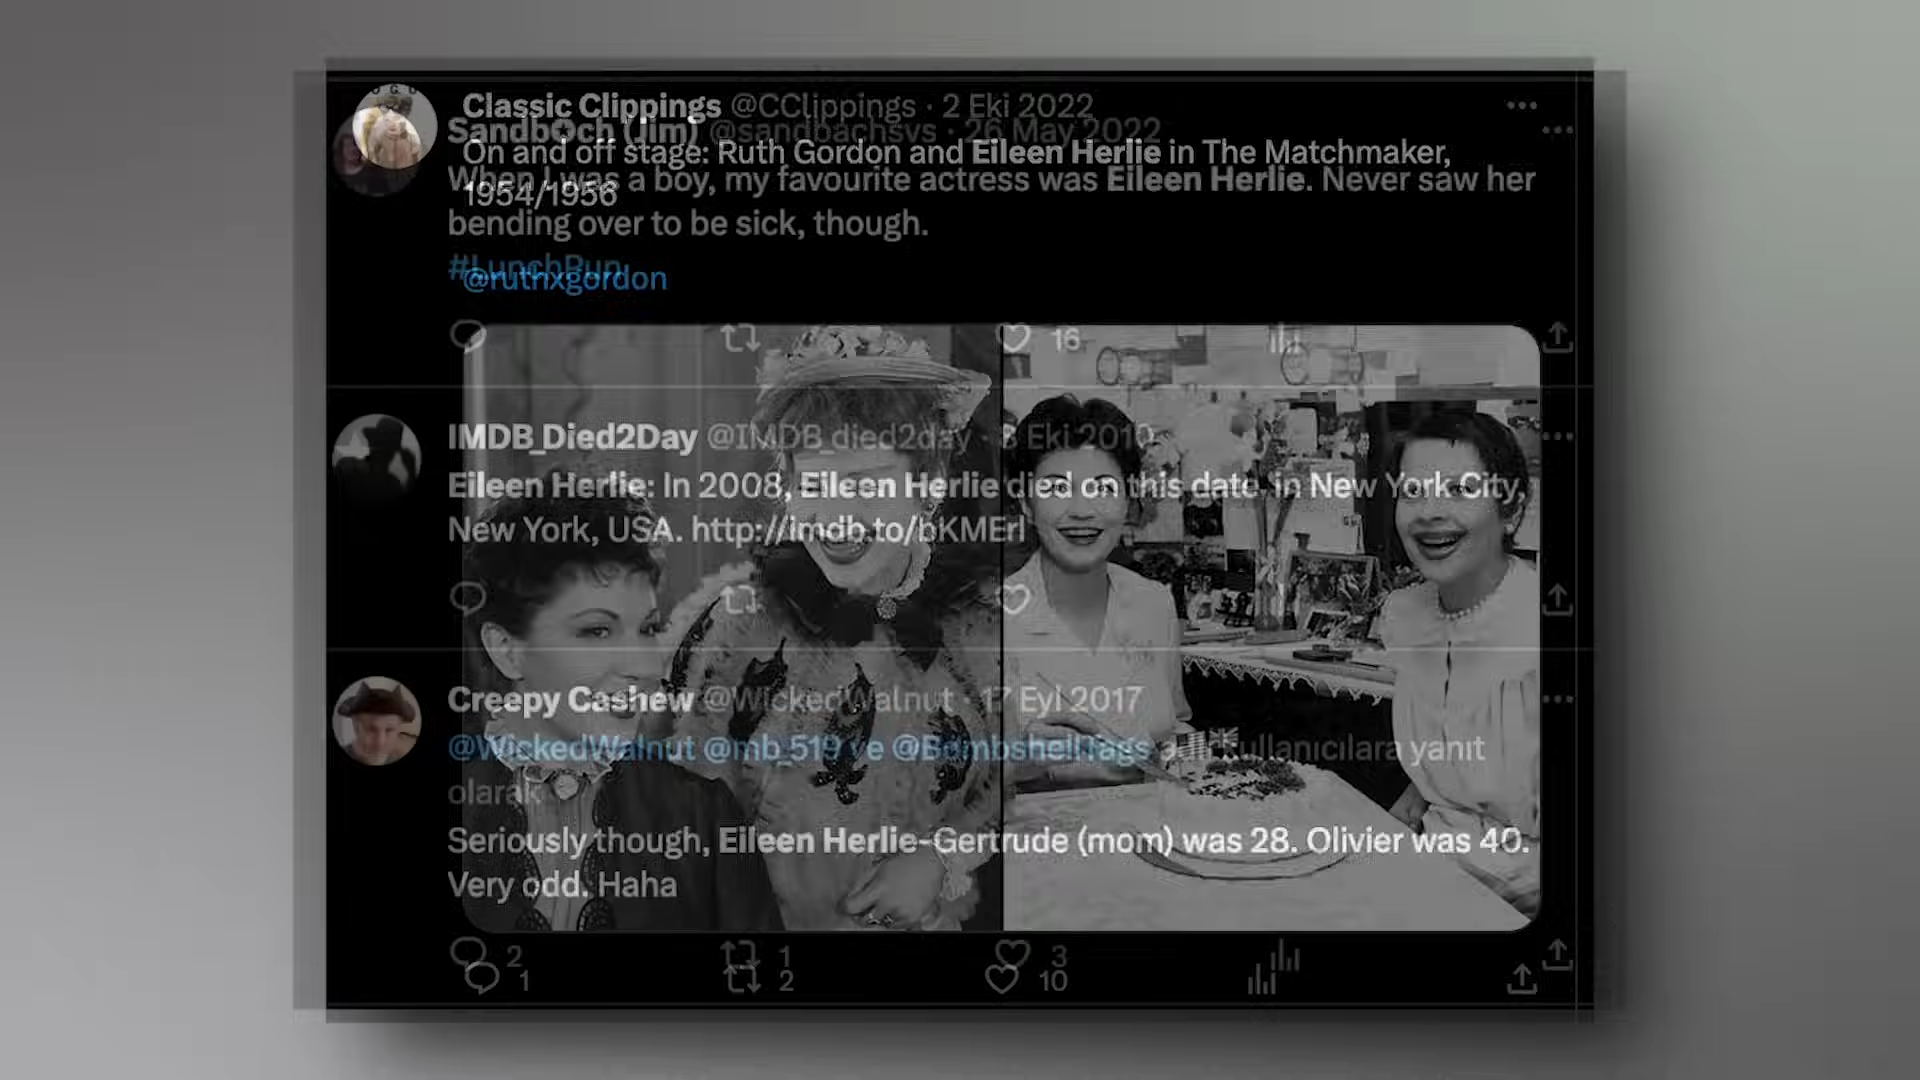 Classic Clippings @CClippings · 2 Eki 2022
On and off stage: Ruth Gordon and Eileen Herlie in The Matchmaker,
1954/1956
@ruthxgordon
1
2
10
SandbOch (Jim) @sandbachsvs · 26 May 2022
When I was a boy, my favourite actress was Eileen Herlie. Never saw her
bending over to be sick, though.
#LunchPun
16
IMDB_Died2Day @IMDB_died2day · Eki 2010
Eileen Herlie: In 2008, Eileen Herlie died on this date in New York City,
New York, USA. http://imdb.to/bKMErl
Creepy Cashew @WickedWalnut · 17 Eyl 2017
@WickedWalnut @mb_519 ve @BombshellHags adlı kullanıcılara yanıt
olarak
Seriously though, Eileen Herlie-Gertrude (mom) was 28. Olivier was 40.
Very odd. Haha
2
1
3